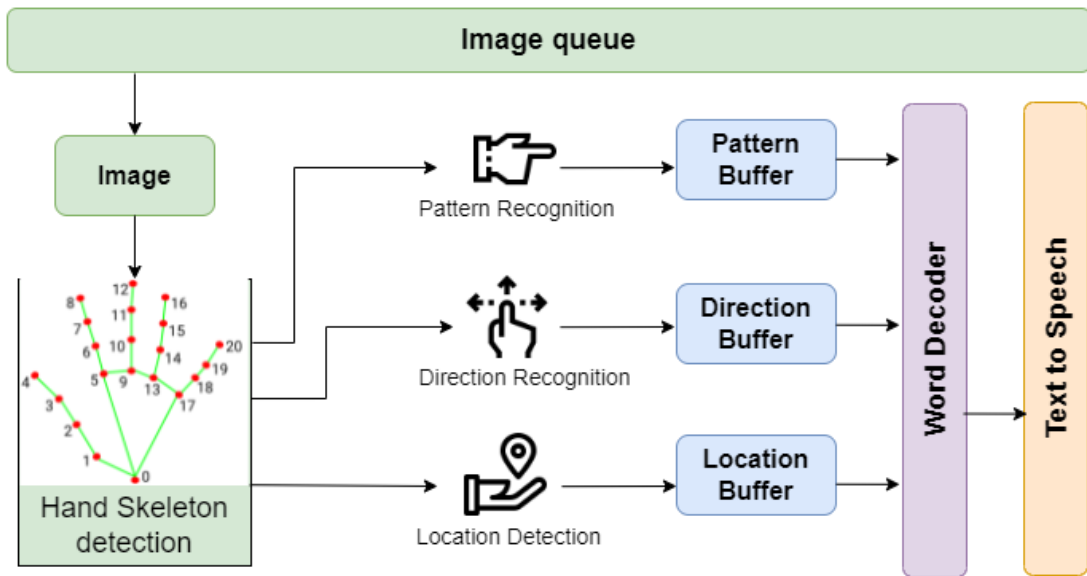 Image queue
Image
Pattern Recognition
Pattern
Buffer
12
8
16
11
7
15
10
6
14
20
19
5
9
13
18
4
17
3
2
1
0
Hand Skeleton
detection
Direction Recognition
Direction
Buffer
Location Detection
Location
Buffer
Word Decoder
Text to Speech